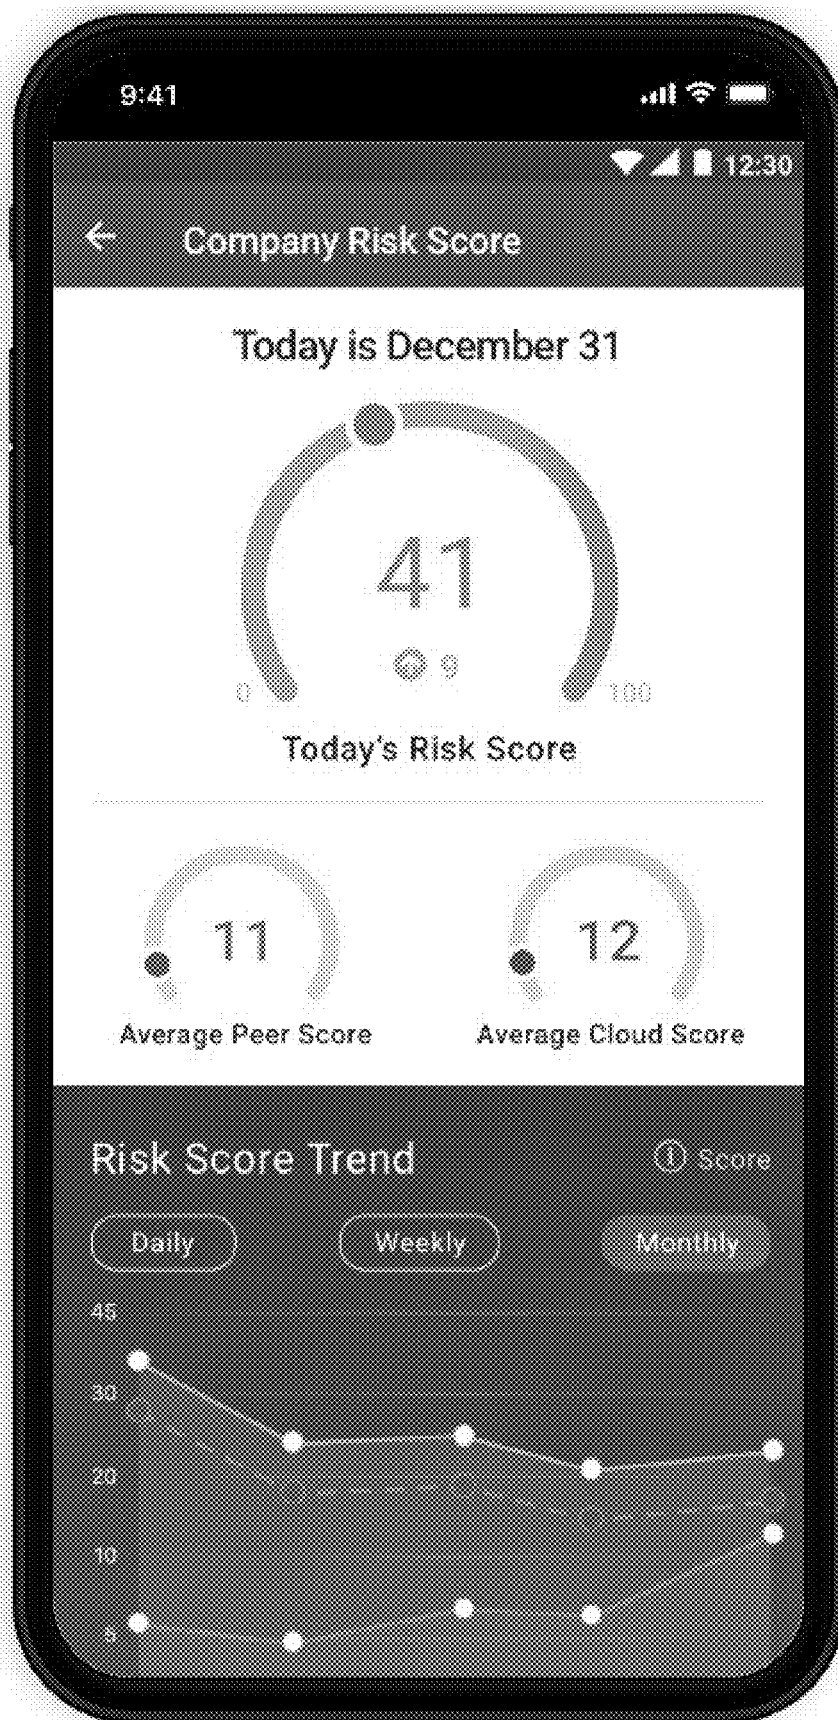 9:41
12:30
Company Risk Score
Today is December 31
41
9
0
100
Today's Risk Score
11
12
Average Peer Score
Average Cloud Score
Risk Score Trend
Score
Daily
Weekly
Monthly
45
30
20
10
5